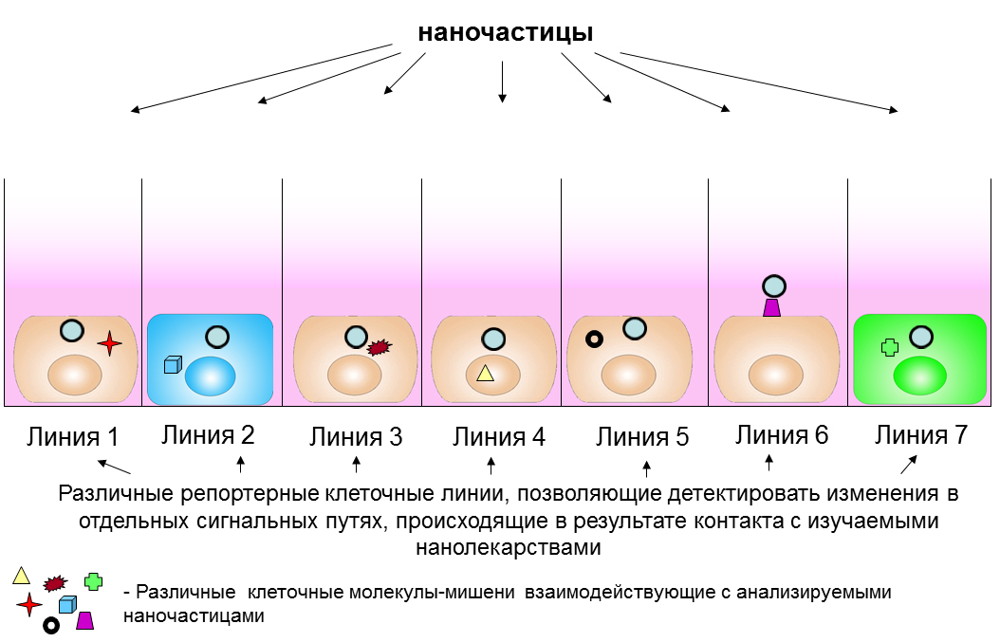 наночастицы
Линия 1 Линия 2 Линия 3 Линия 4 Линия 5 Линия 6 Линия 7
Различные репортерные клеточные линии, позволяющие детектировать изменения в
отдельных сигнальных путях, происходящие в результате контакта с изучаемыми
нанолекарствами
- Различные клеточные молекулы-мишени взаимодействующие с анализируемыми
наночастицами